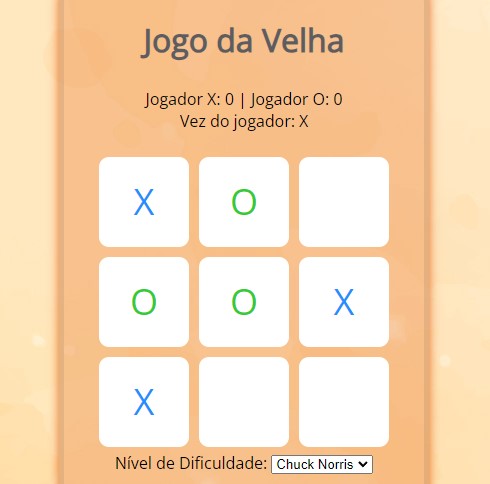 Jogo da Velha
Jogador X: 0 | Jogador O: 0
Vez do jogador: X
X O
O O X
X
Nível de Dificuldade: Chuck Norris